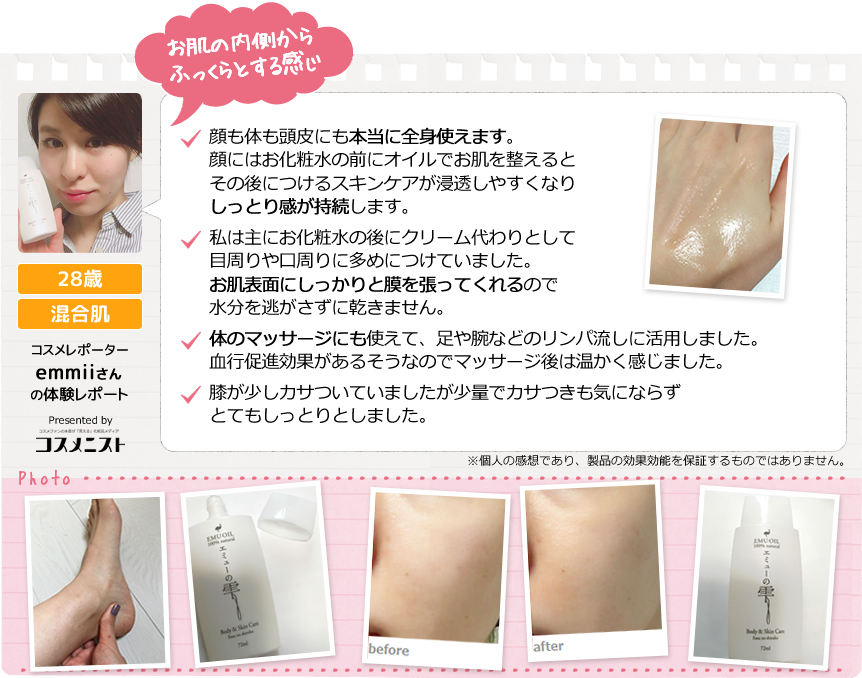 お肌の内側から
ふっくらとする感じ
顔も体も頭皮にも本当に全身使えます。
顔にはお化粧水の前にオイルでお肌を整えると
その後につけるスキンケアが浸透しやすくなり
しっとり感が持続します。
私は主にお化粧水の後にクリーム代わりとして
目周りや口周りに多めにつけていました。
お肌表面にしっかりと膜を張ってくれるので
水分を逃がさずに乾きません。
体のマッサージにも使えて、足や腕などのリンパ流しに活用しました。
血行促進効果があるそうなのでマッサージ後は温かく感じました。
膝が少しカサついていましたが少量でカサつきも気にならず
とてもしっとりとしました。
28歳
混合肌
コスメレポーター
emmiiさん
の体験レポート
Presented by
コスメニスト
※個人の感想であり、製品の効果効能を保証するものではありません。
Photo
EMU OIL
100% natural
エミューの雫
Body & Skin Care
Emu no shizuku
72ml
before
after
EMU OIL
100% natural
エミューの雫
Body & Skin Care
Emu no shizuku
72ml